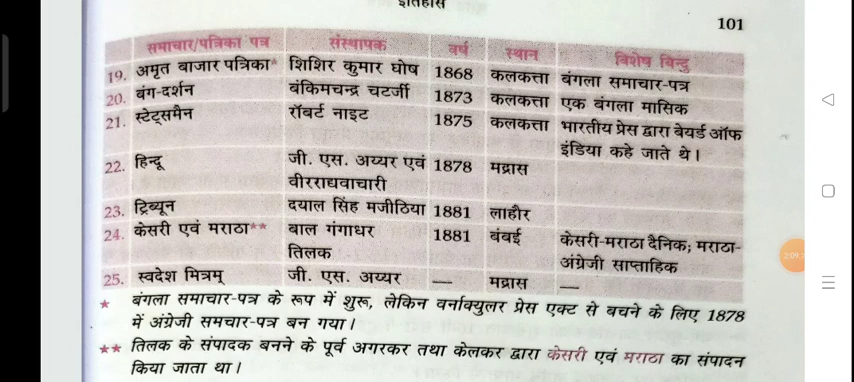 इतिहास
101
समाचार/पत्रिका पत्र संस्थापक वर्ष स्थान विशेष बिन्दु
19. अमृत बाजार पत्रिका* शिशिर कुमार घोष 1868 कलकत्ता बंगला समाचार-पत्र
20. बंग-दर्शन बंकिमचन्द्र चटर्जी 1873 कलकत्ता एक बंगला मासिक
21. स्टेट्समैन रॉबर्ट नाइट 1875 कलकत्ता भारतीय प्रेस द्वारा बेयर्ड ऑफ
इंडिया कहे जाते थे।
22. हिन्दू जी. एस. अय्यर एवं 1878 मद्रास
वीरराघवाचारी
23. ट्रिब्यून दयाल सिंह मजीठिया 1881 लाहौर
24. केसरी एवं मराठा** बाल गंगाधर 1881 बंबई केसरी-मराठा दैनिक; मराठा-
तिलक अंग्रेजी साप्ताहिक
25. स्वदेश मित्रम् जी. एस. अय्यर — मद्रास —
* बंगला समाचार-पत्र के रूप में शुरू, लेकिन वर्नाक्युलर प्रेस एक्ट से बचने के लिए 1878
में अंग्रेजी समचार-पत्र बन गया।
** तिलक के संपादक बनने के पूर्व अगरकर तथा केलकर द्वारा केसरी एवं मराठा का संपादन
किया जाता था।